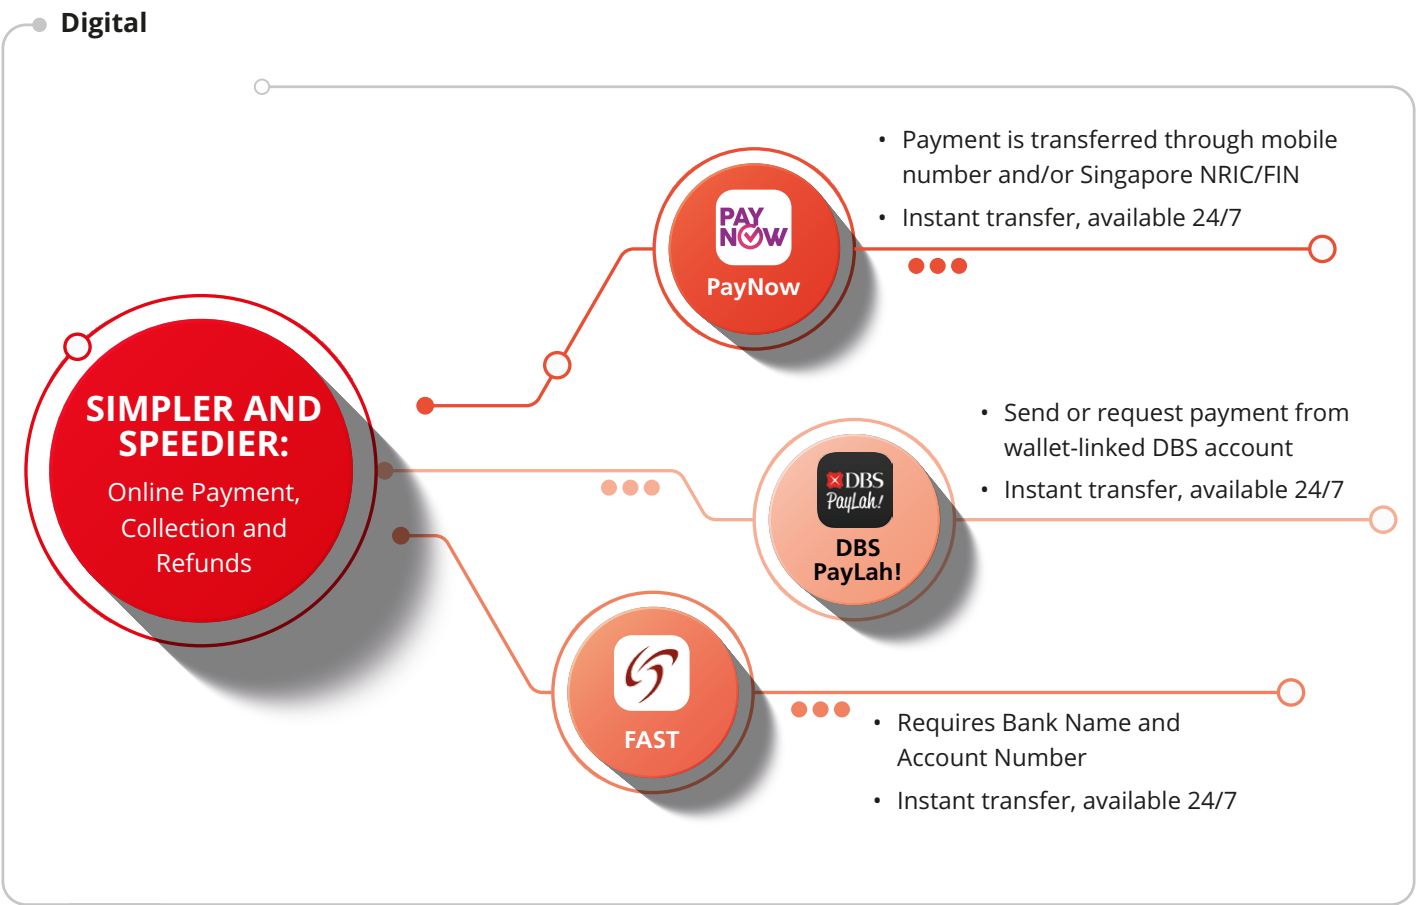 Digital
SIMPLER AND
SPEEDIER:
Online Payment,
Collection and
Refunds
PAY
NOW
PayNow
• Payment is transferred through mobile
number and/or Singapore NRIC/FIN
• Instant transfer, available 24/7
DBS
PayLah!
DBS
PayLah!
• Send or request payment from
wallet-linked DBS account
• Instant transfer, available 24/7
FAST
• Requires Bank Name and
Account Number
• Instant transfer, available 24/7